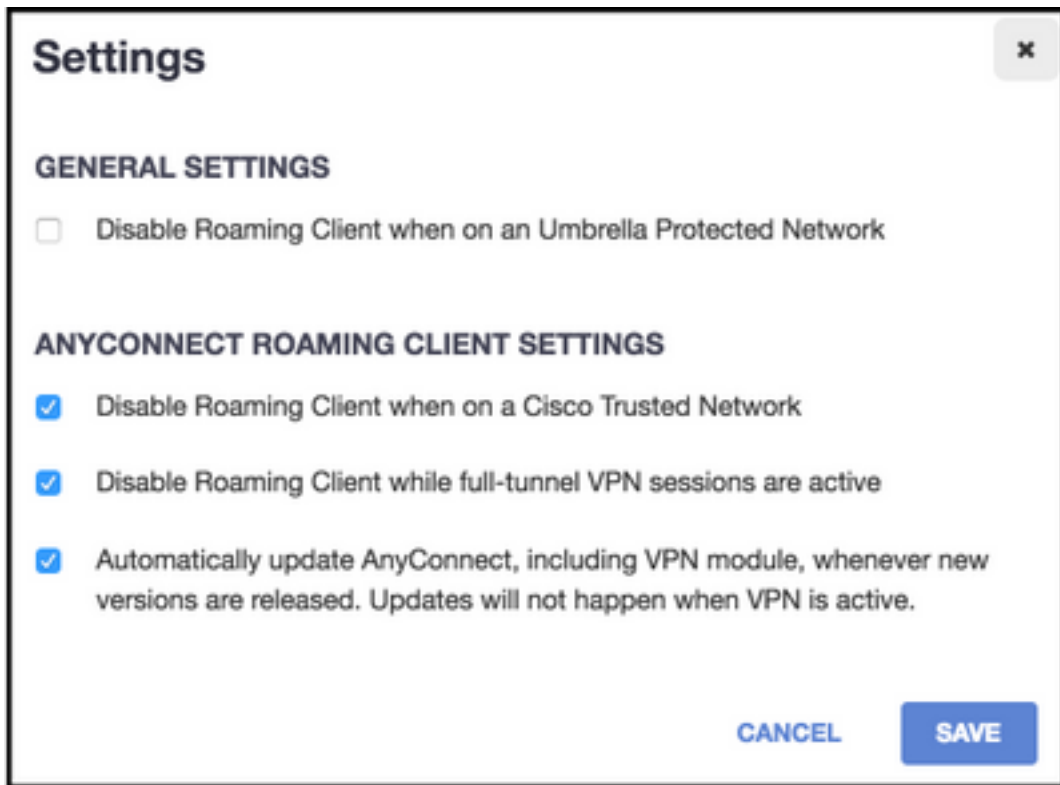 Settings
GENERAL SETTINGS
Disable Roaming Client when on an Umbrella Protected Network
ANYCONNECT ROAMING CLIENT SETTINGS
Disable Roaming Client when on a Cisco Trusted Network
Disable Roaming Client while full-tunnel VPN sessions are active
Automatically update AnyConnect, including VPN module, whenever new
versions are released. Updates will not happen when VPN is active.
CANCEL SAVE